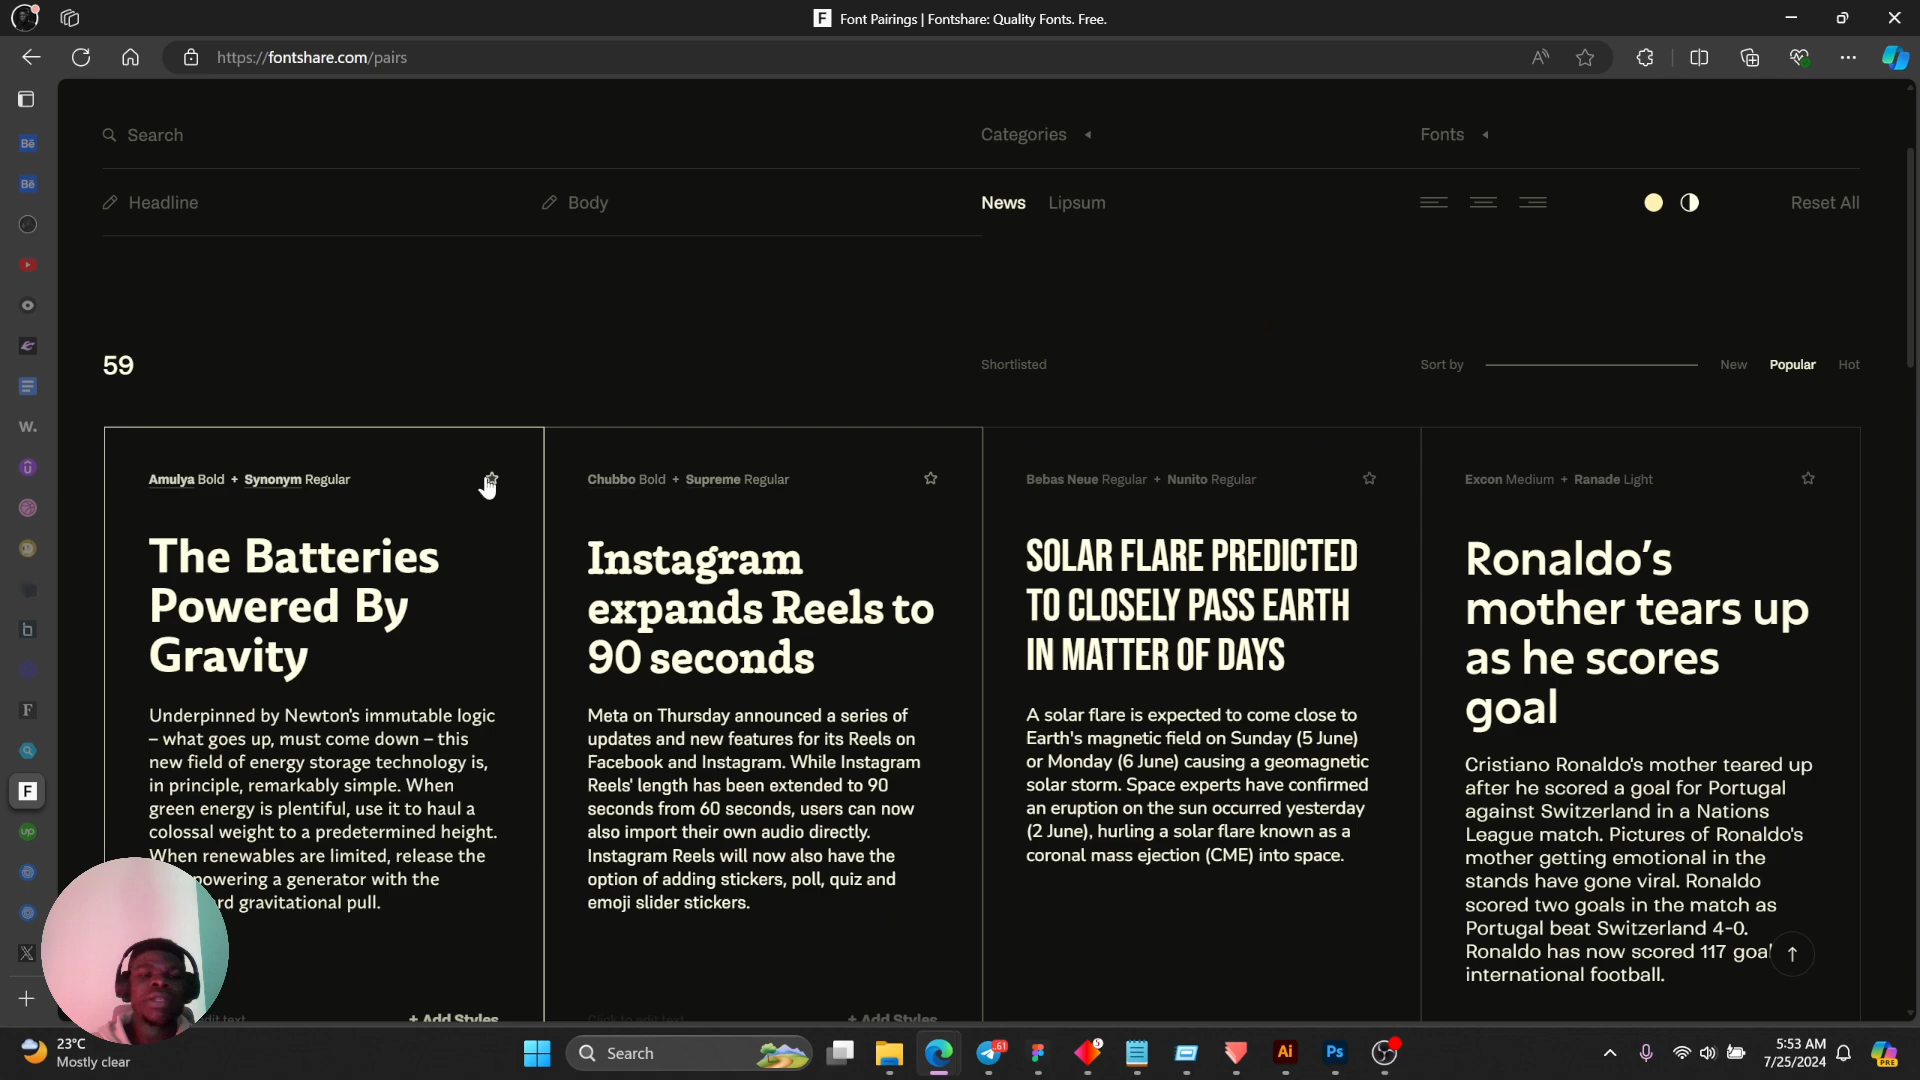 Font Pairings | Fontshare: Quality Fonts. Free.
https://fontshare.com/pairs
Search
Categories
Fonts
Headline
Body
News
Lipsum
Reset All
59
Shortlisted
Sort by
New
Popular
Hot
Amulya Bold + Synonym Regular
The Batteries
Powered By
Gravity
Underpinned by Newton's immutable logic
– what goes up, must come down – this
new field of energy storage technology is,
in principle, remarkably simple. When
green energy is plentiful, use it to haul a
colossal weight to a predetermined height.
When renewables are limited, release the
powering a generator with the
gravitational pull.
edit text
+ Add Styles
Chubbo Bold + Supreme Regular
Instagram
expands Reels to
90 seconds
Meta on Thursday announced a series of
updates and new features for its Reels on
Facebook and Instagram. While Instagram
Reels' length has been extended to 90
seconds from 60 seconds, users can now
also import their own audio directly.
Instagram Reels will now also have the
option of adding stickers, poll, quiz and
emoji slider stickers.
Click to edit text
+ Add Styles
Bebas Neue Regular + Nunito Regular
SOLAR FLARE PREDICTED
TO CLOSELY PASS EARTH
IN MATTER OF DAYS
A solar flare is expected to come close to
Earth's magnetic field on Sunday (5 June)
or Monday (6 June) causing a geomagnetic
solar storm. Space experts have confirmed
an eruption on the sun occurred yesterday
(2 June), hurling a solar flare known as a
coronal mass ejection (CME) into space.
Excon Medium + Ranade Light
Ronaldo's
mother tears up
as he scores
goal
Cristiano Ronaldo's mother teared up
after he scored a goal for Portugal
against Switzerland in a Nations
League match. Pictures of Ronaldo's
mother getting emotional in the
stands have gone viral. Ronaldo
scored two goals in the match as
Portugal beat Switzerland 4-0.
Ronaldo has now scored 117 goal
international football.
23°C
Mostly clear
Search
61
5
Ai
Ps
5:53 AM
7/25/2024
PRE